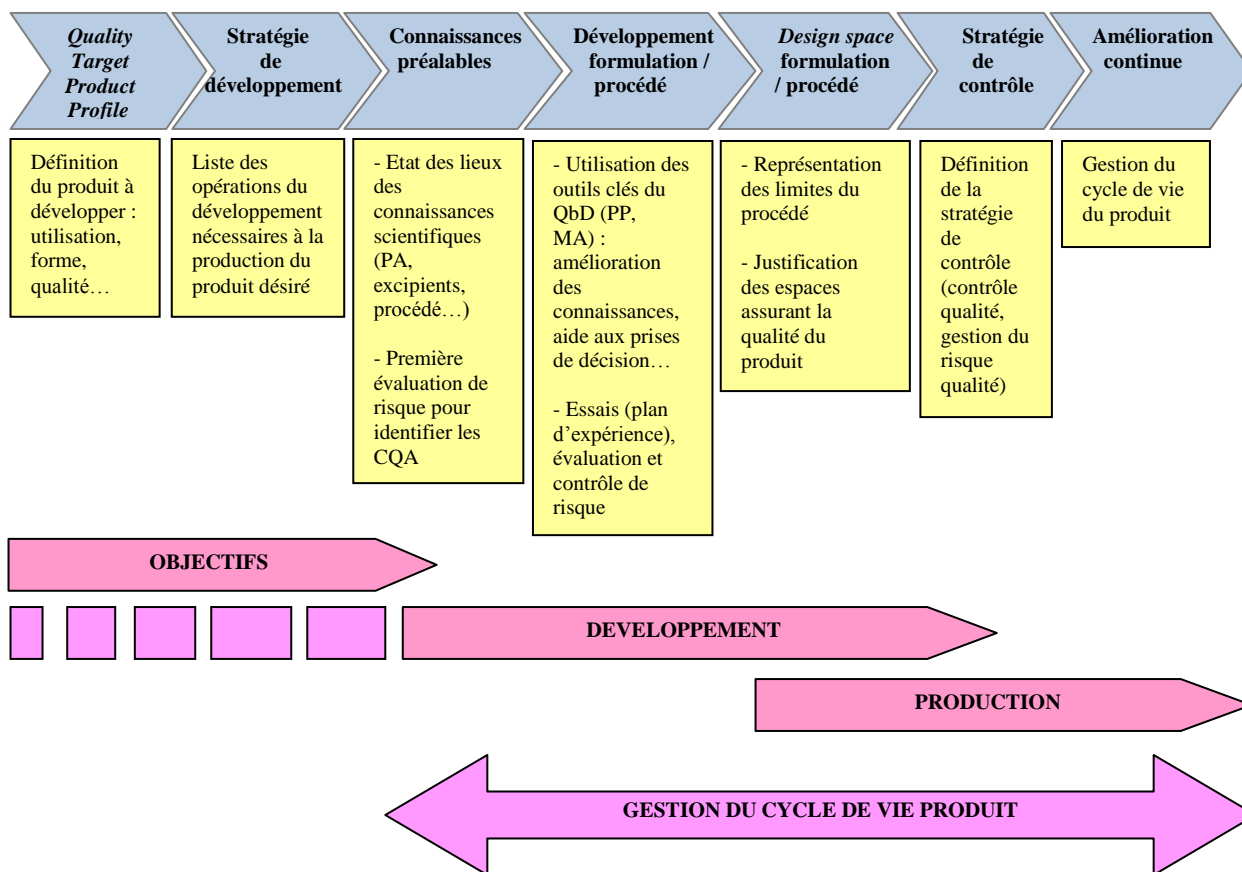 Quality
Target
Product
Profile
Stratégie
de
développement
Connaissances
préalables
Développement
formulation /
procédé
Design space
formulation
/ procédé
Stratégie
de
contrôle
Amélioration
continue
Définition
du produit à
développer :
utilisation,
forme,
qualité…
Liste des
opérations du
développement
nécessaires à la
production du
produit désiré
- Etat des lieux
des
connaissances
scientifiques
(PA,
excipients,
procédé…)
- Première
évaluation de
risque pour
identifier les
CQA
- Utilisation des
outils clés du
QbD (PP,
MA) :
amélioration
des
connaissances,
aide aux prises
de décision…
- Essais (plan
d’expérience),
évaluation et
contrôle de
risque
- Représentation
des limites du
procédé
- Justification
des espaces
assurant la
qualité du
produit
Définition
de la
stratégie
de
contrôle
(contrôle
qualité,
gestion du
risque
qualité)
Gestion du
cycle de vie
du produit
OBJECTIFS
DEVELOPPEMENT
PRODUCTION
GESTION DU CYCLE DE VIE PRODUIT